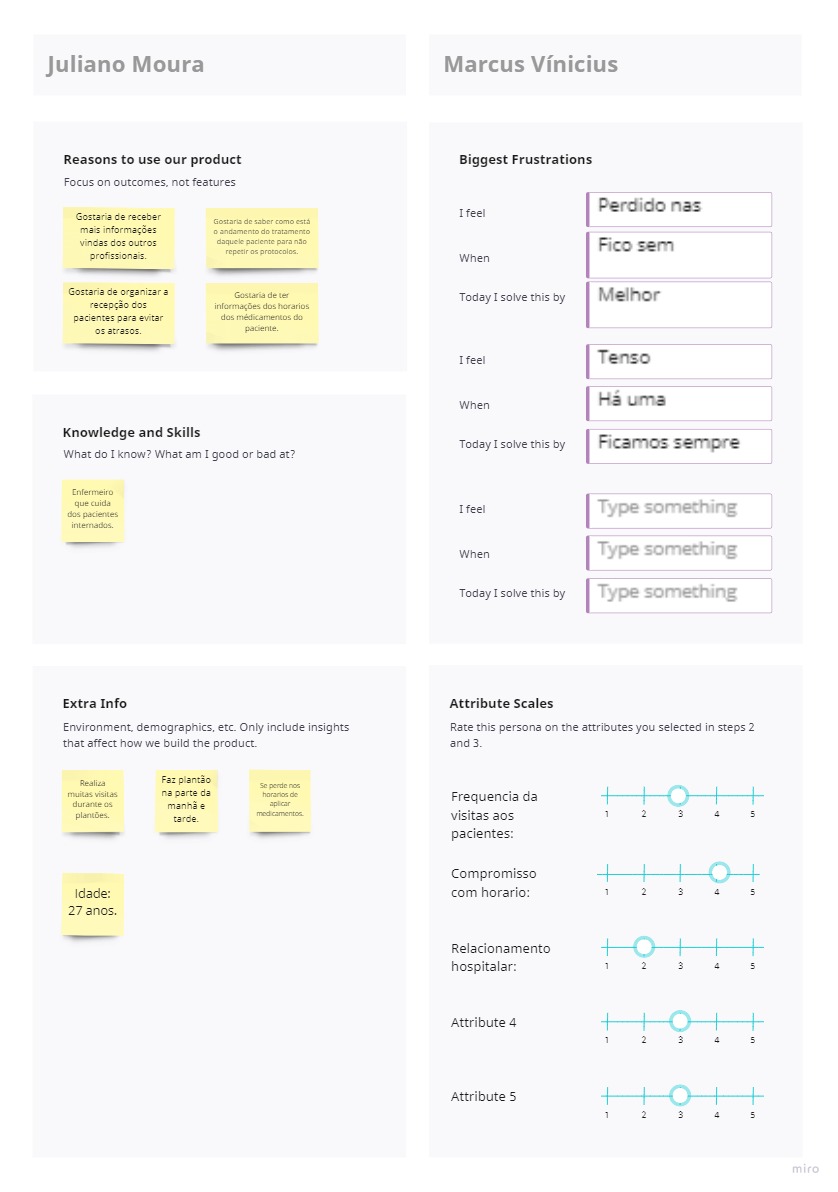 Juliano Moura
Marcus Vínicius
Reasons to use our product
Focus on outcomes, not features
Gostaria de receber
mais informações
vindas dos outros
profissionais.
Gostaria de saber como está
o andamento do tratamento
daquele paciente para não
repetir os protocolos.
Gostaria de organizar a
recepção dos
pacientes para evitar
os atrasos.
Gostaria de ter
informações dos horarios
dos médicamentos do
paciente.
Knowledge and Skills
What do I know? What am I good or bad at?
Enfermeiro
que cuida
dos pacientes
internados.
Extra Info
Environment, demographics, etc. Only include insights
that affect how we build the product.
Realiza
muitas visitas
durante os
plantões.
Faz plantão
na parte da
manhã e
tarde.
Se perde nos
horarios de
aplicar
medicamentos.
Idade:
27 anos.
Biggest Frustrations
I feel
Perdido nas
When
Fico sem
Today I solve this by
Melhor
I feel
Tenso
When
Há uma
Today I solve this by
Ficamos sempre
I feel
Type something
When
Type something
Today I solve this by
Type something
Attribute Scales
Rate this persona on the attributes you selected in steps 2
and 3.
Frequencia da
visitas aos
pacientes:
1 2 3 4 5
Compromisso
com horario:
1 2 3 4 5
Relacionamento
hospitalar:
1 2 3 4 5
Attribute 4
1 2 3 4 5
Attribute 5
1 2 3 4 5
miro